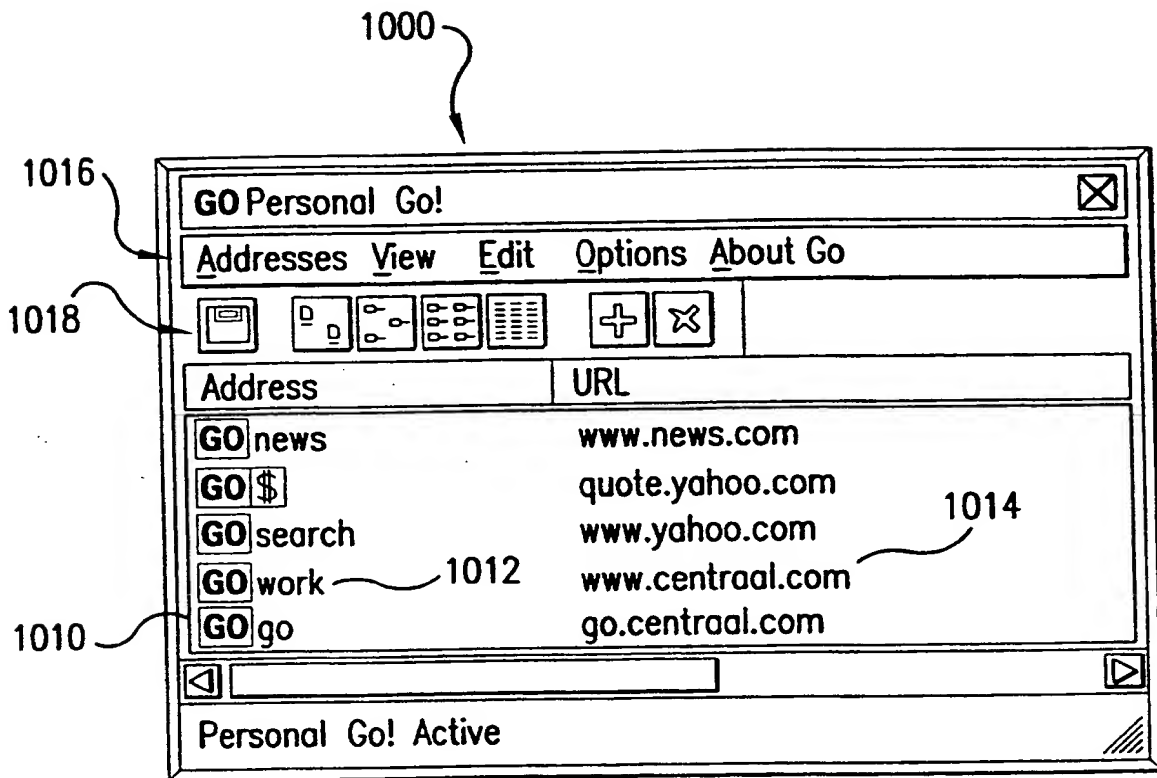 1000
1016
GO Personal Go!
Addresses View Edit Options About Go
1018
Address URL
GO news www.news.com
GO $ quote.yahoo.com
1014
GO search www.yahoo.com
GO work 1012 www.centraal.com
1010
GO go go.centraal.com
Personal Go! Active